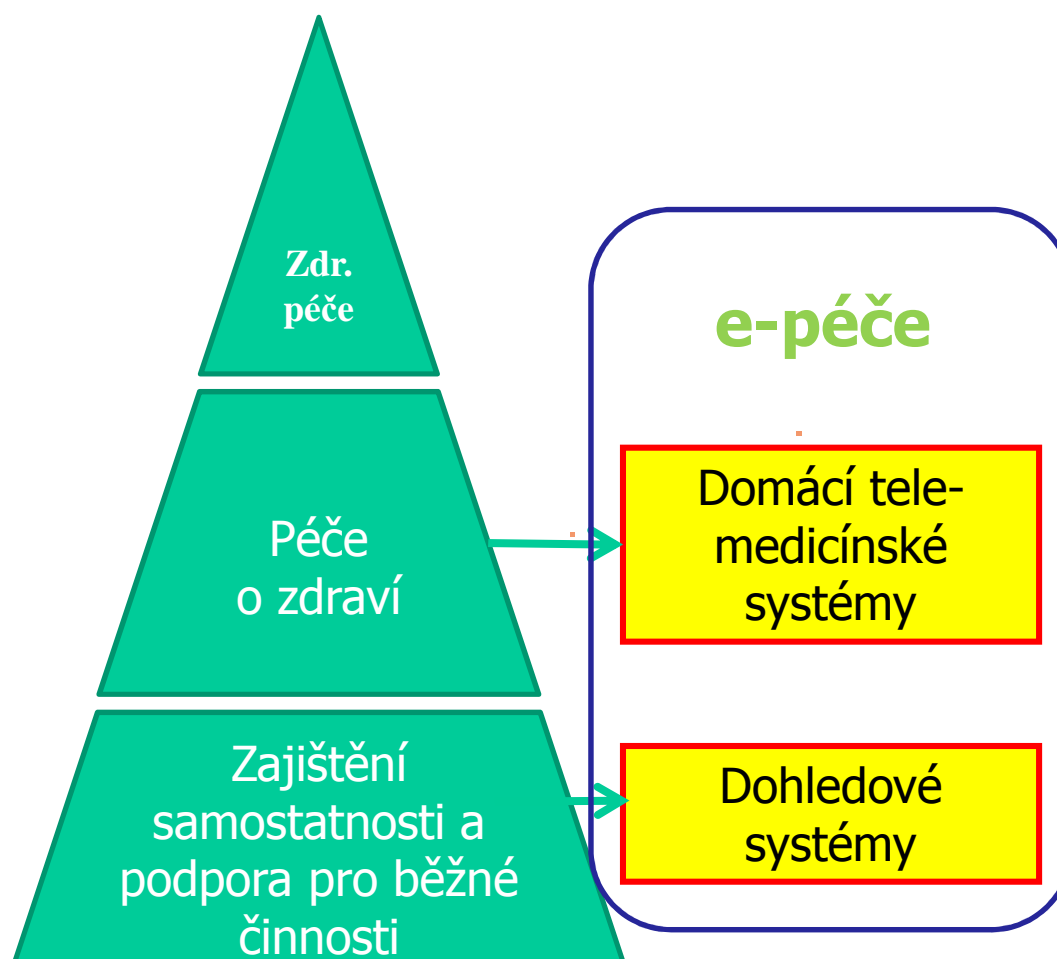 Zdr.
péče
e-péče
Péče
o zdraví
Domácí tele-
medicínské
systémy
Zajištění
samostatnosti a
podpora pro běžné
činnosti
Dohledové
systémy